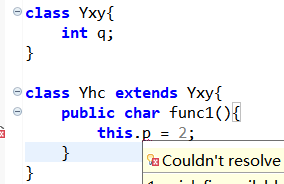 class Yxy{
    int q;
}
class Yhc extends Yxy{
    public char func1(){
        this.p = 2;
    }
}
Couldn't resolve